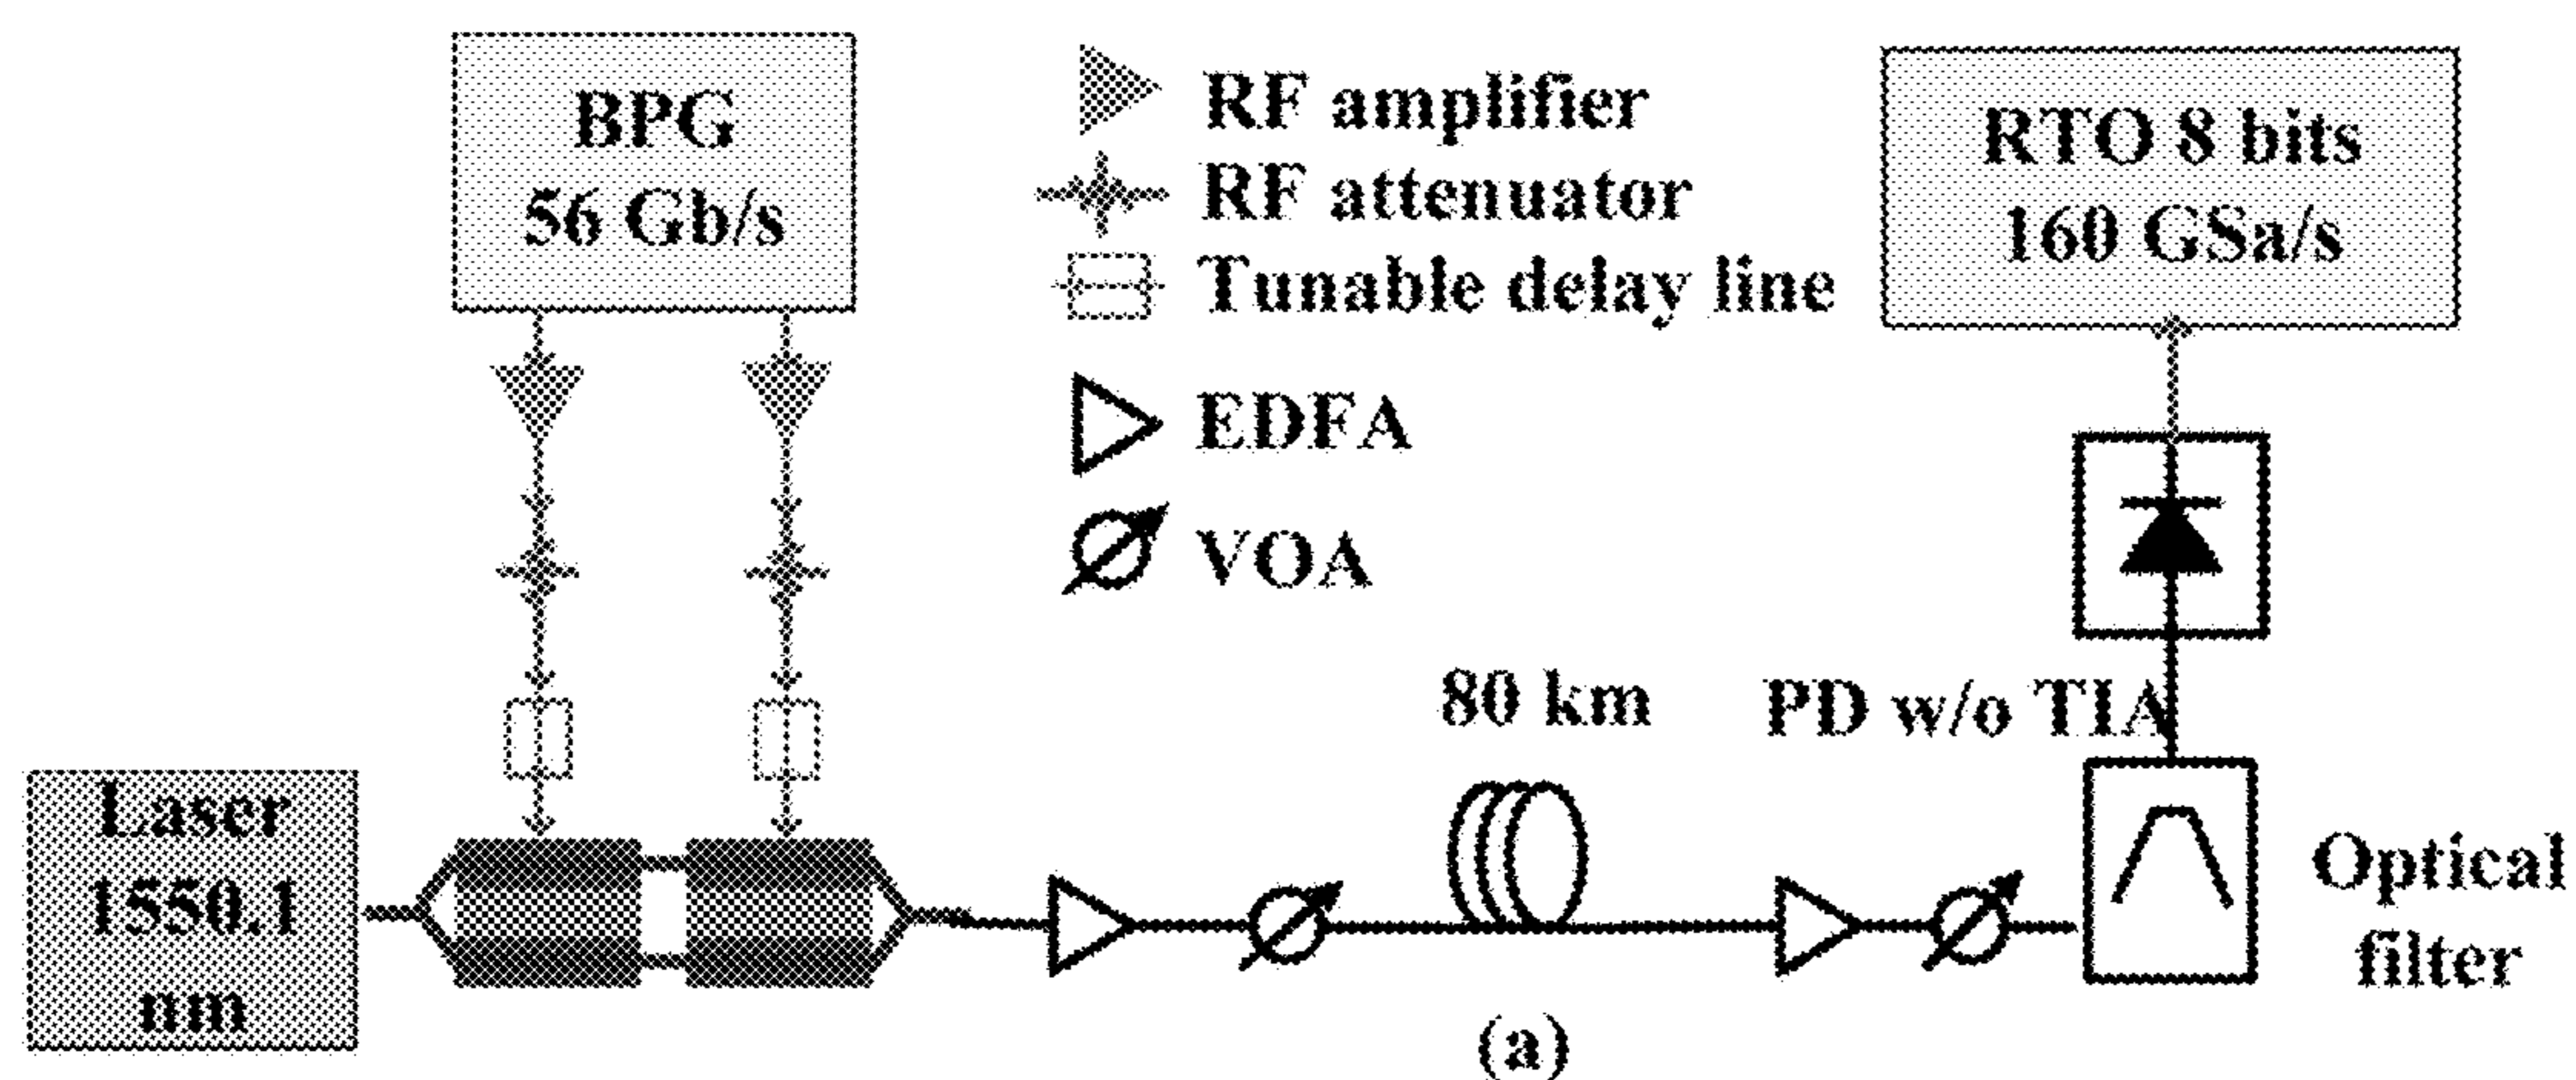 BPG
56 Gb/s
RF amplifier
RF attenuator
Tunable delay line
EDFA
VOA
RTO 8 bits
160 GSa/s
Laser
1550.1
nm
80 km
PD w/o TIA
Optical
filter
(a)